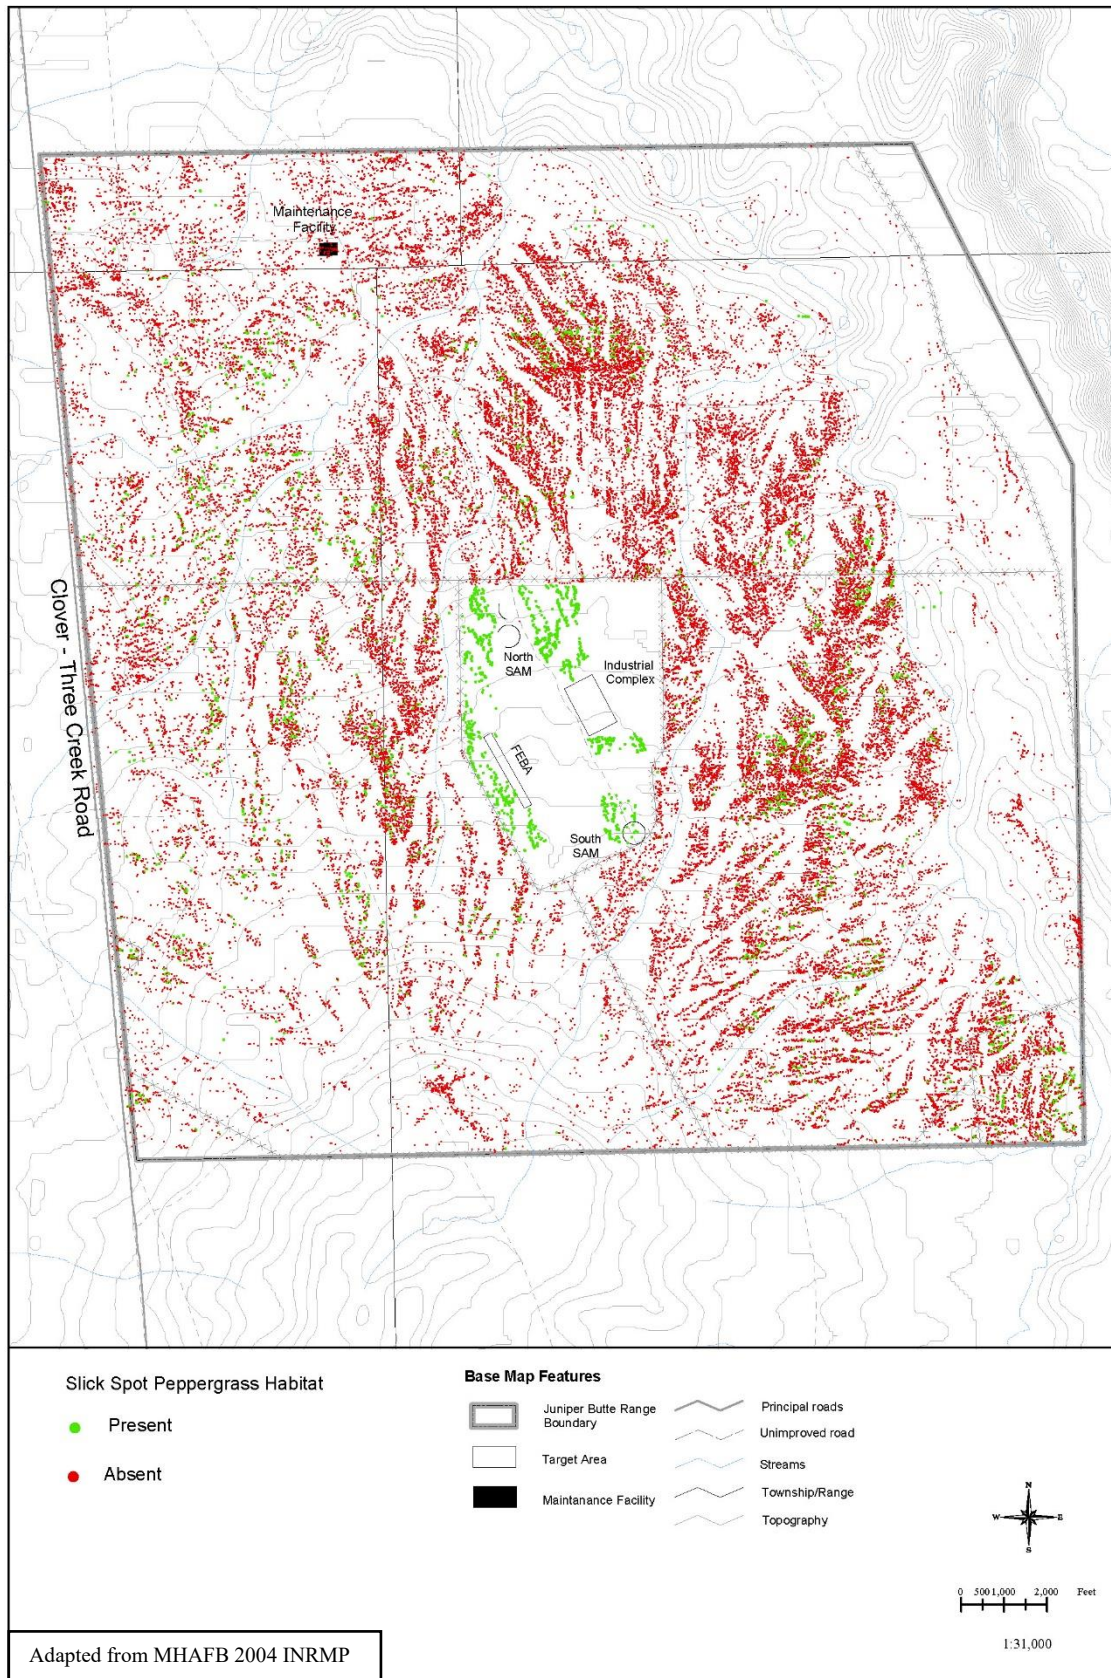 Maintenance
Facility
Clover - Three Creek Road
North
SAM
Industrial
Complex
FEBA
South
SAM
Slick Spot Peppergrass Habitat
Present
Absent
Base Map Features
Juniper Butte Range
Boundary
Target Area
Maintanance Facility
Principal roads
Unimproved road
Streams
Township/Range
Topography
N
W E
S
0 500 1,000 2,000 Feet
1:31,000
Adapted from MHAFB 2004 INRMP